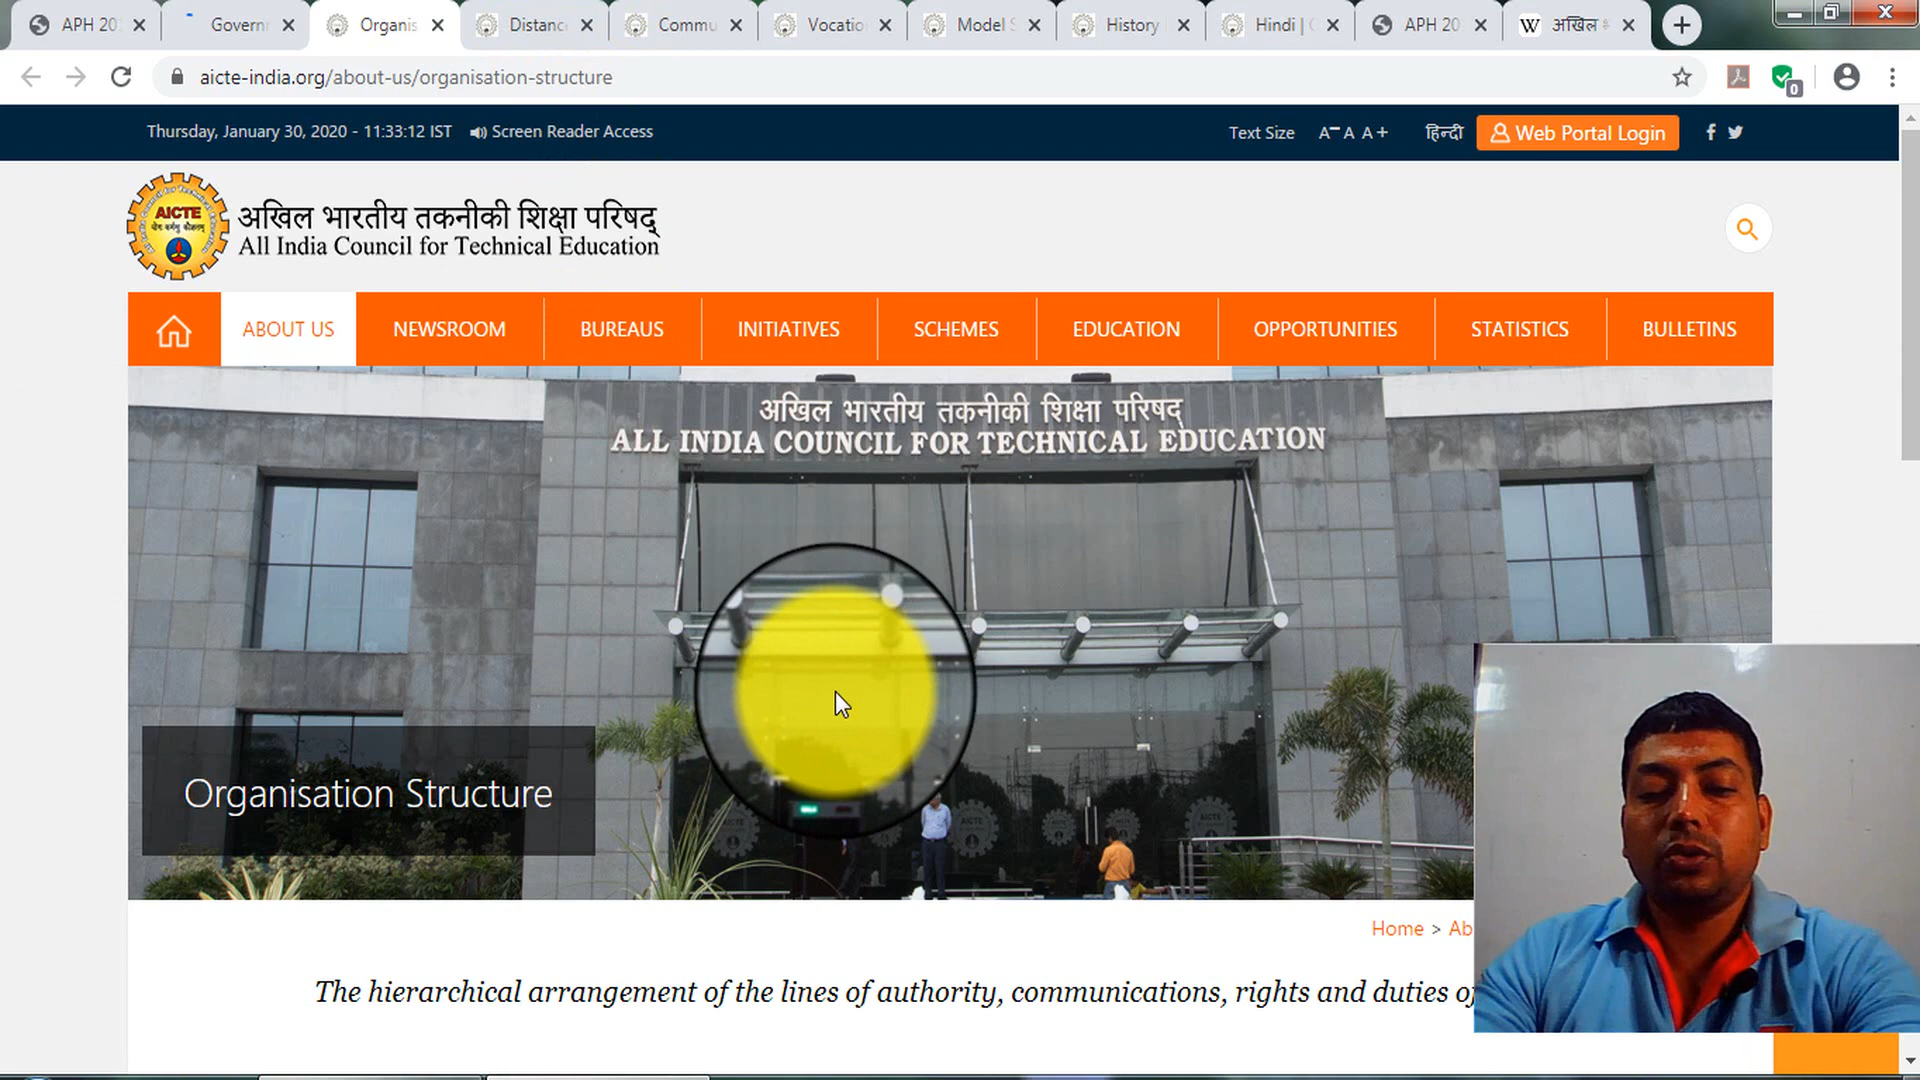 APH 20
Govern
Organis
Distance
Commu
Vocatio
Model S
History
Hindi | 
APH 20
अखिल
aicte-india.org/about-us/organisation-structure
0
Thursday, January 30, 2020 - 11:33:12 IST
Screen Reader Access
Text Size
A- A A+
हिन्दी
Web Portal Login
AICTE
अखिल भारतीय तकनीकी शिक्षा परिषद्
All India Council for Technical Education
ABOUT US
NEWSROOM
BUREAUS
INITIATIVES
SCHEMES
EDUCATION
OPPORTUNITIES
STATISTICS
BULLETINS
अखिल भारतीय तकनीकी शिक्षा परिषद्
ALL INDIA COUNCIL FOR TECHNICAL EDUCATION
Organisation Structure
Home > Ab
The hierarchical arrangement of the lines of authority, communications, rights and duties of